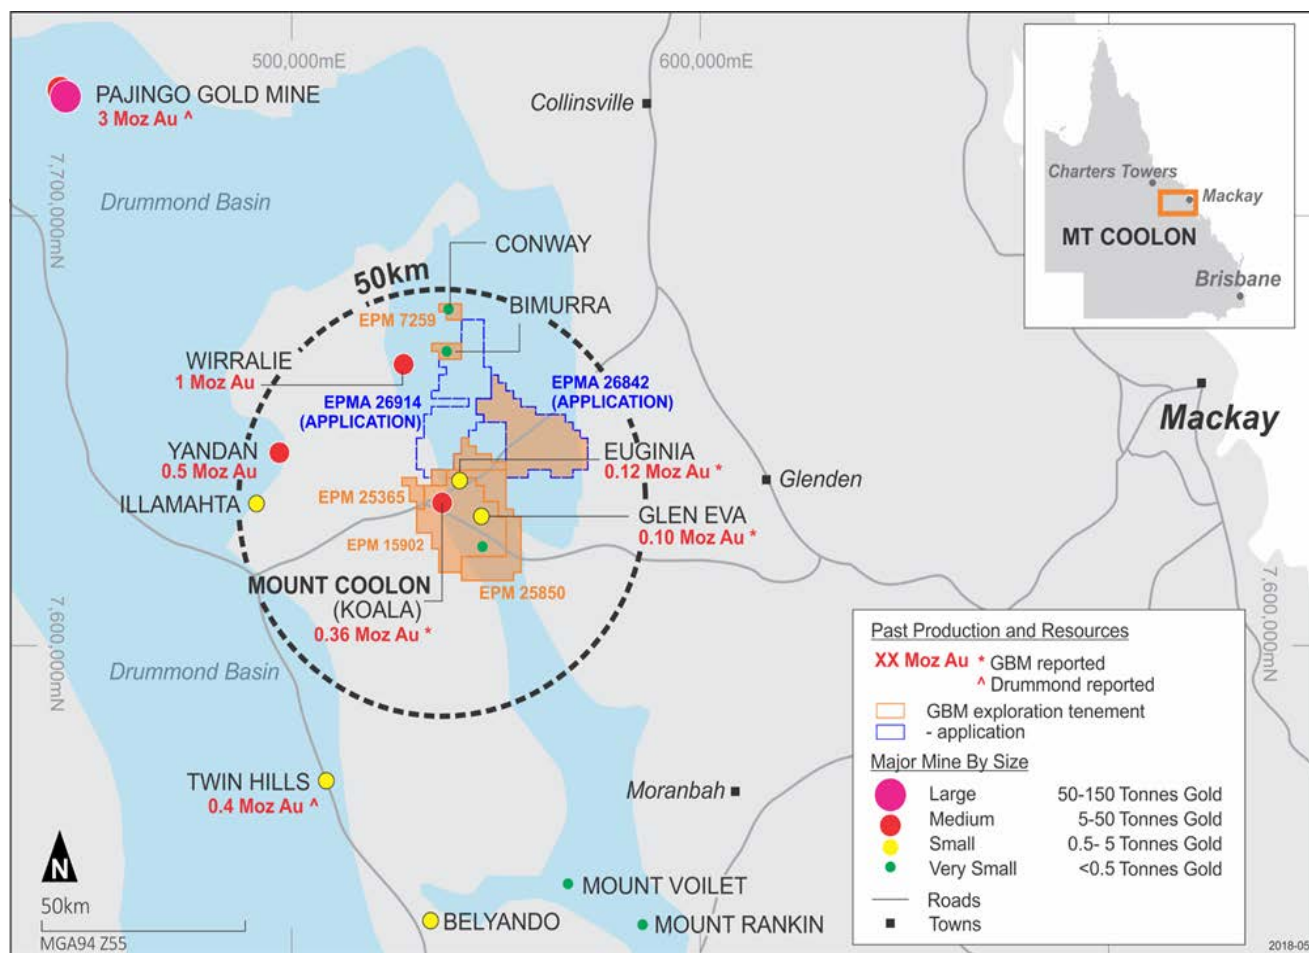 500,000mE
600,000mE
PAJINGO GOLD MINE
3 Moz Au ^
Collinsville
7,700,000mN
Drummond Basin
Charters Towers
Mackay
MT COOLON
Brisbane
CONWAY
50km
BIMURRA
EPM 7259
WIRRALIE
1 Moz Au
EPMA 26914
(APPLICATION)
EPMA 26842
(APPLICATION)
Mackay
YANDAN
0.5 Moz Au
EUGINIA
0.12 Moz Au *
Glenden
ILLAMAHTA
EPM 25365
GLEN EVA
0.10 Moz Au *
EPM 15902
MOUNT COOLON
(KOALA)
0.36 Moz Au *
EPM 25850
7,600,000mN
7,600,000mN
Drummond Basin
TWIN HILLS
0.4 Moz Au ^
Moranbah
MOUNT VOILET
BELYANDO
MOUNT RANKIN
N
50km
MGA94 Z55
Past Production and Resources
XX Moz Au * GBM reported
^ Drummond reported
GBM exploration tenement
- application
Major Mine By Size
Large 50-150 Tonnes Gold
Medium 5-50 Tonnes Gold
Small 0.5- 5 Tonnes Gold
Very Small <0.5 Tonnes Gold
Roads
Towns
2018-05